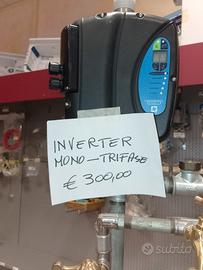 INVERTER
MONO-TRIFASE
€ 300,00
subito